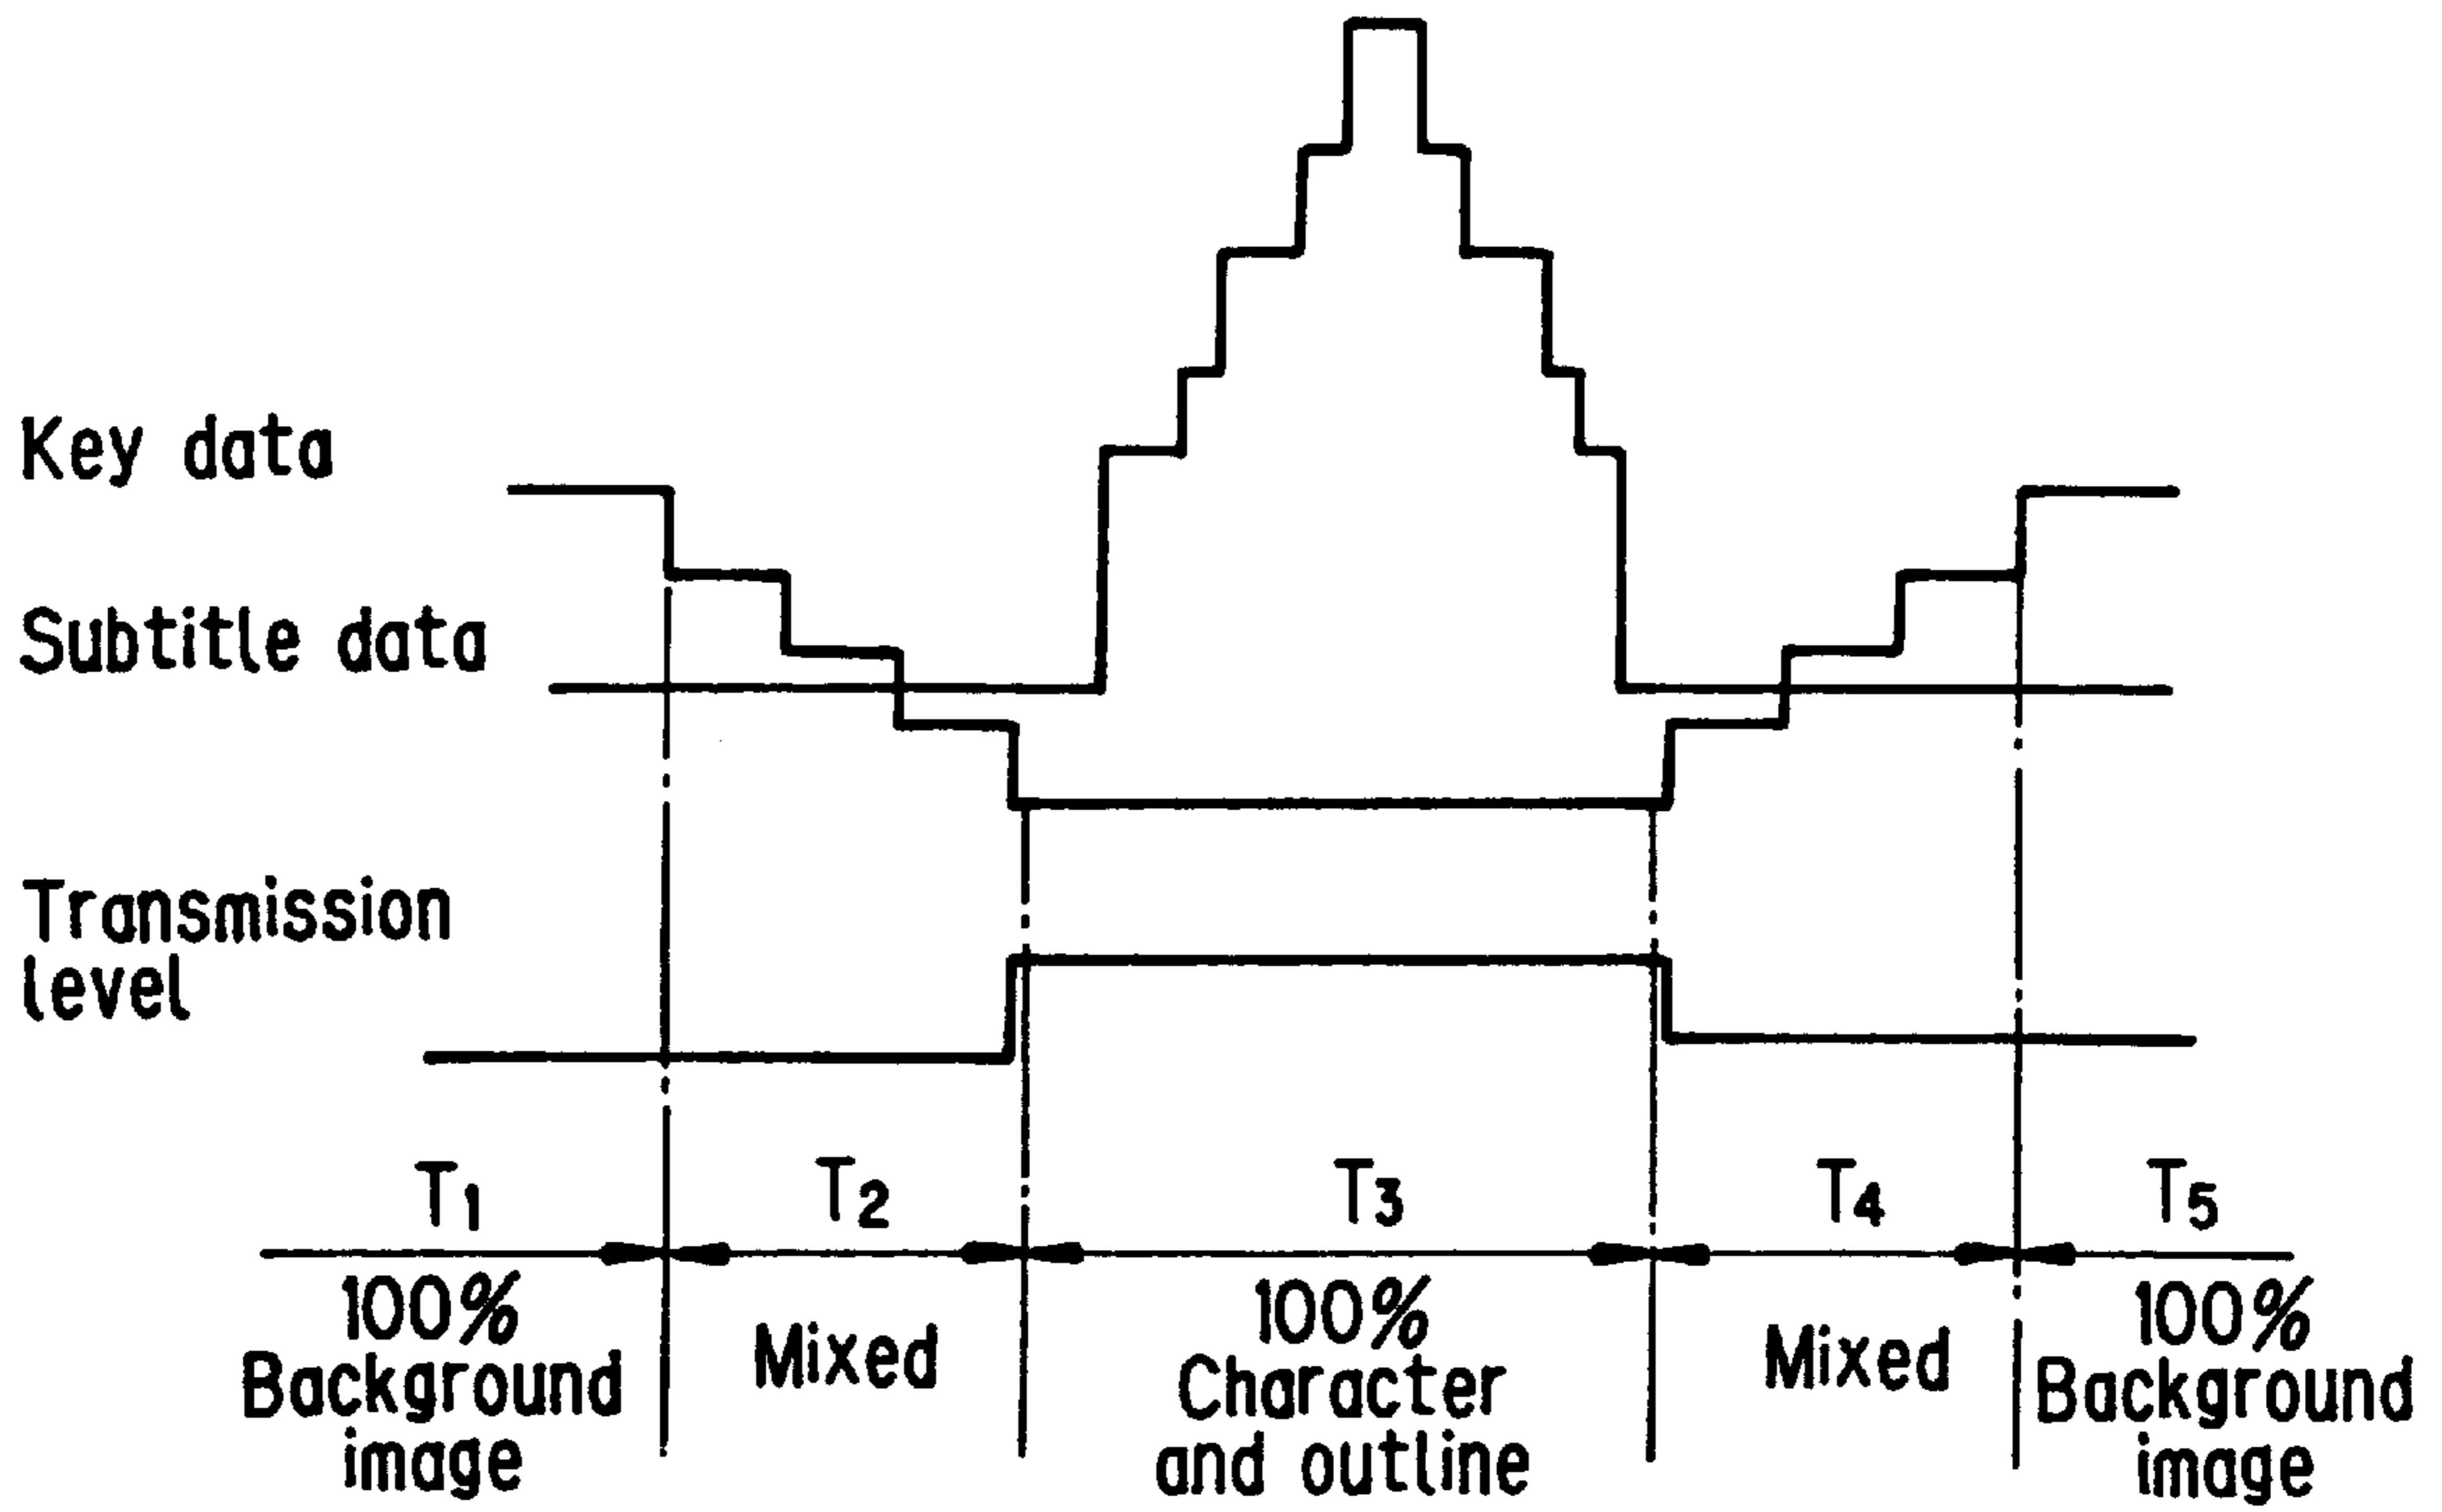 Key data
Subtitle data
Transmission
level
T1 T2 T3 T4 T5
100%
Background
image
Mixed
100%
Character
and outline
Mixed
100%
Background
image